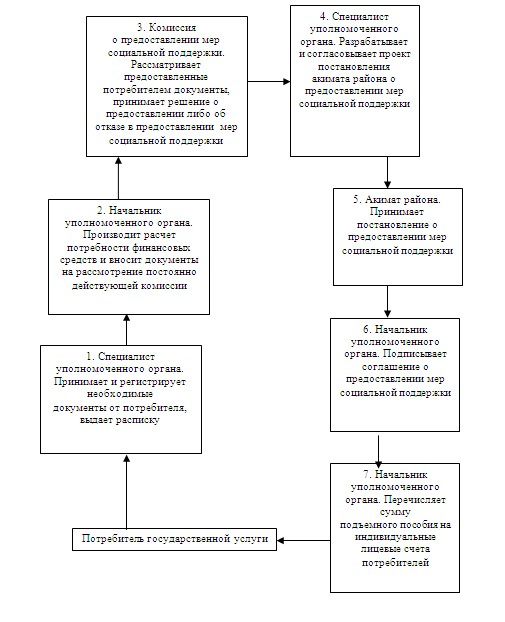 3. Комиссия
о предоставлении мер
социальной поддержки.
Рассматривает
предоставленные
потребителем документы,
принимает решение о
предоставлении либо об
отказе в предоставлении мер
социальной поддержки
4. Специалист
уполномоченного
органа. Разрабатывает
и согласовывает проект
постановления
акимата района о
предоставлении мер
социальной поддержки
2. Начальник
уполномоченного органа.
Производит расчет
потребности финансовых
средств и вносит документы
на рассмотрение постоянно
действующей комиссии
5. Акимат района.
Принимает
постановление о
предоставлении мер
социальной поддержки
1. Специалист
уполномоченного органа.
Принимает и регистрирует
необходимые
документы от потребителя,
выдает расписку
6. Начальник
уполномоченного
органа. Подписывает
соглашение о
предоставлении мер
социальной поддержки
7. Начальник
уполномоченного
органа. Перечисляет
сумму
подъемного пособия на
индивидуальные
лицевые счета
потребителей
Потребитель государственной услуги